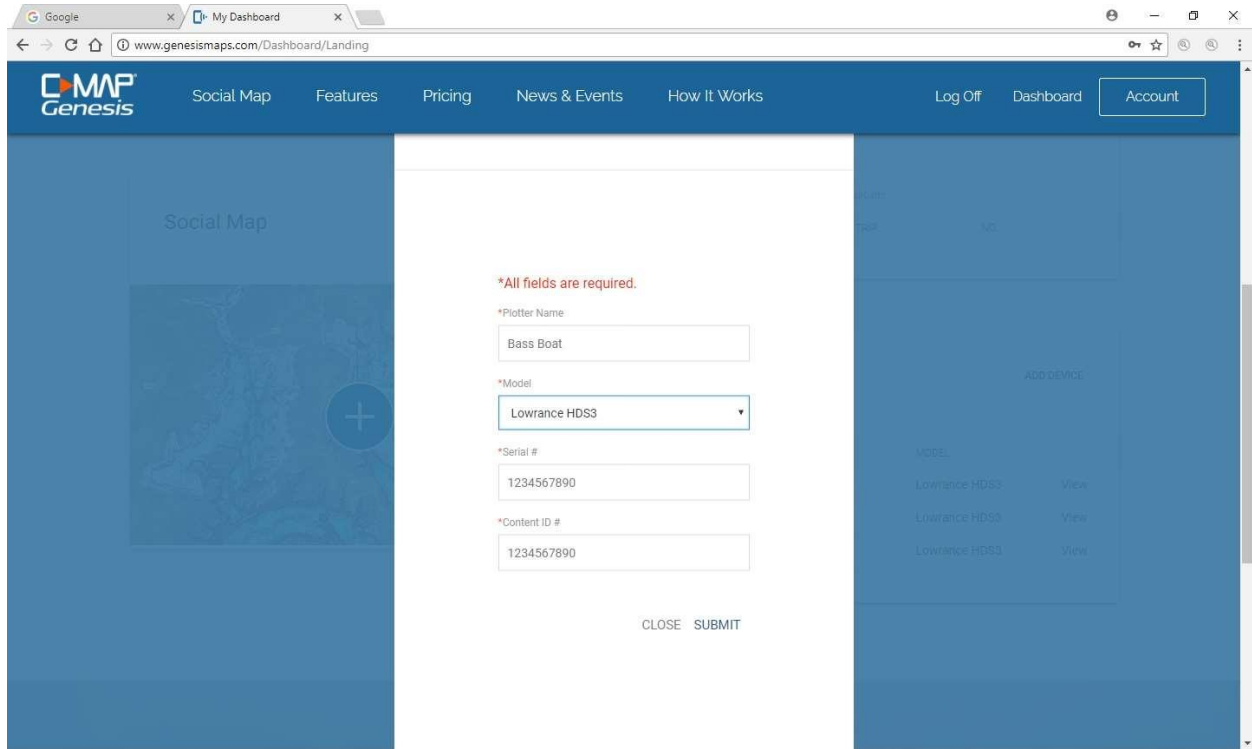 Google
My Dashboard
www.genesismaps.com/Dashboard/Landing
C-MAP
Genesis
Social Map Features Pricing News & Events How It Works Log Off Dashboard Account
Social Map
NO
*All fields are required.
*Plotter Name
Bass Boat
*Model
Lowrance HDS3
*Serial #
1234567890
*Content ID #
1234567890
CLOSE SUBMIT
ADD DEVICE
MODEL
Lowrance HDS3 View
Lowrance HDS3 View
Lowrance HDS3 View